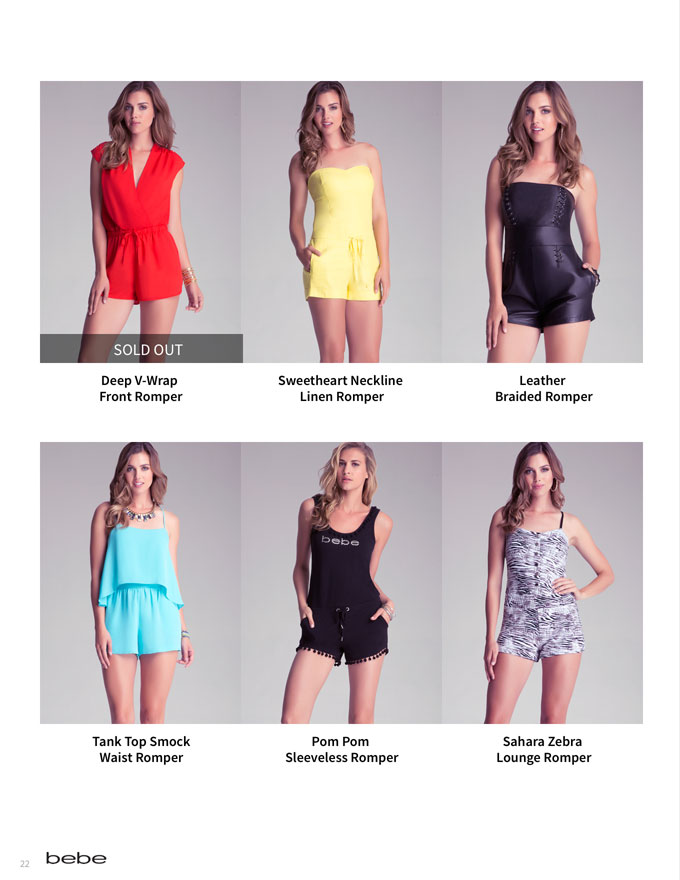 SOLD OUT
Deep V-Wrap
Front Romper
Sweetheart Neckline
Linen Romper
Leather
Braided Romper
bebe
Tank Top Smock
Waist Romper
Pom Pom
Sleeveless Romper
Sahara Zebra
Lounge Romper
22
bebe